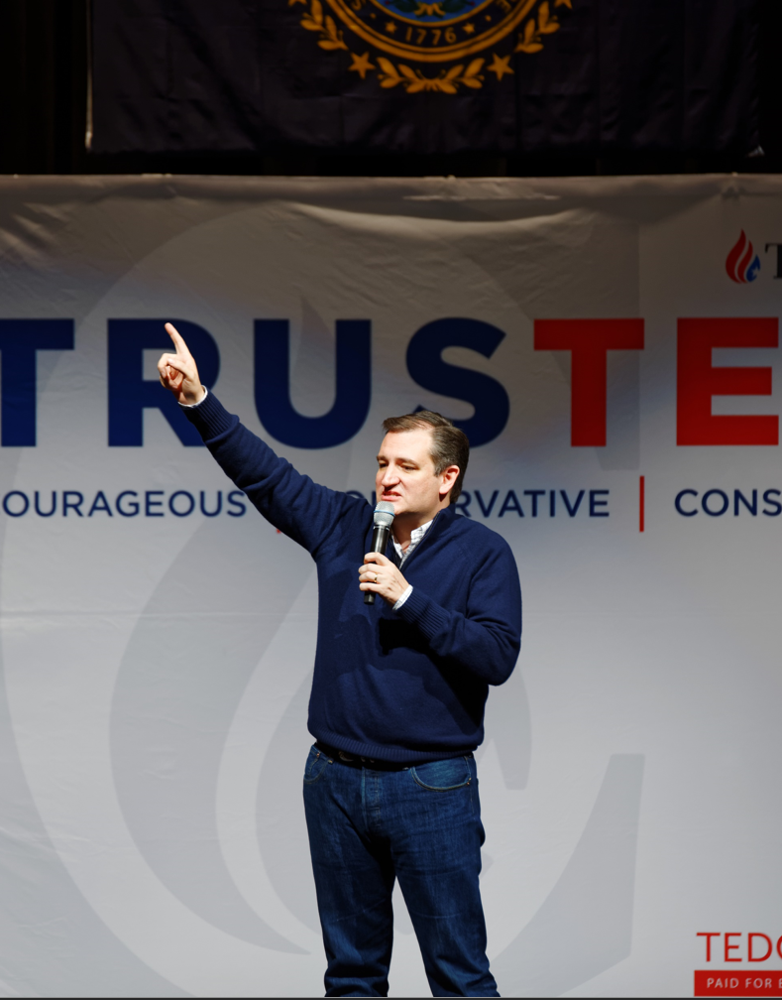 1776
T
TRUSTE
OURAGEOUS | RVATIVE | CONS
TEDC
PAID FOR